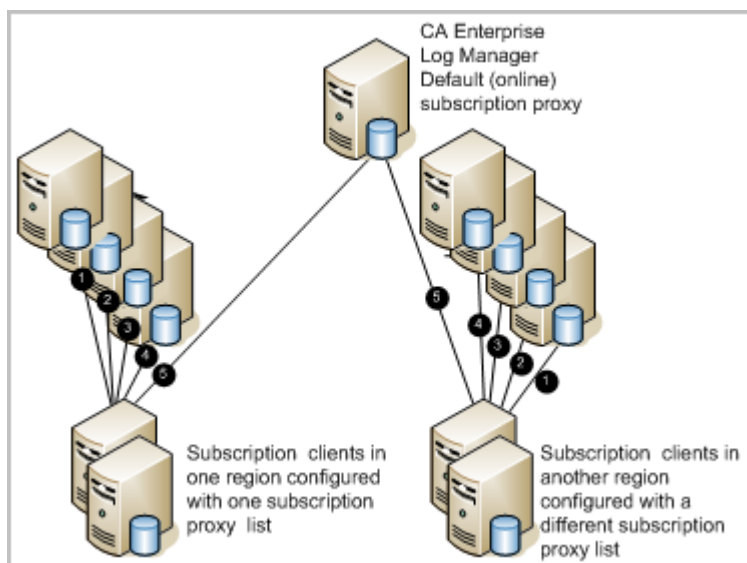 CA Enterprise
Log Manager
Default (online)
subscription proxy
1
2
3
4
5
5
4
3
2
1
Subscription clients in
one region configured
with one subscription
proxy list
Subscription clients in
another region
configured with a
different subscription
proxy list